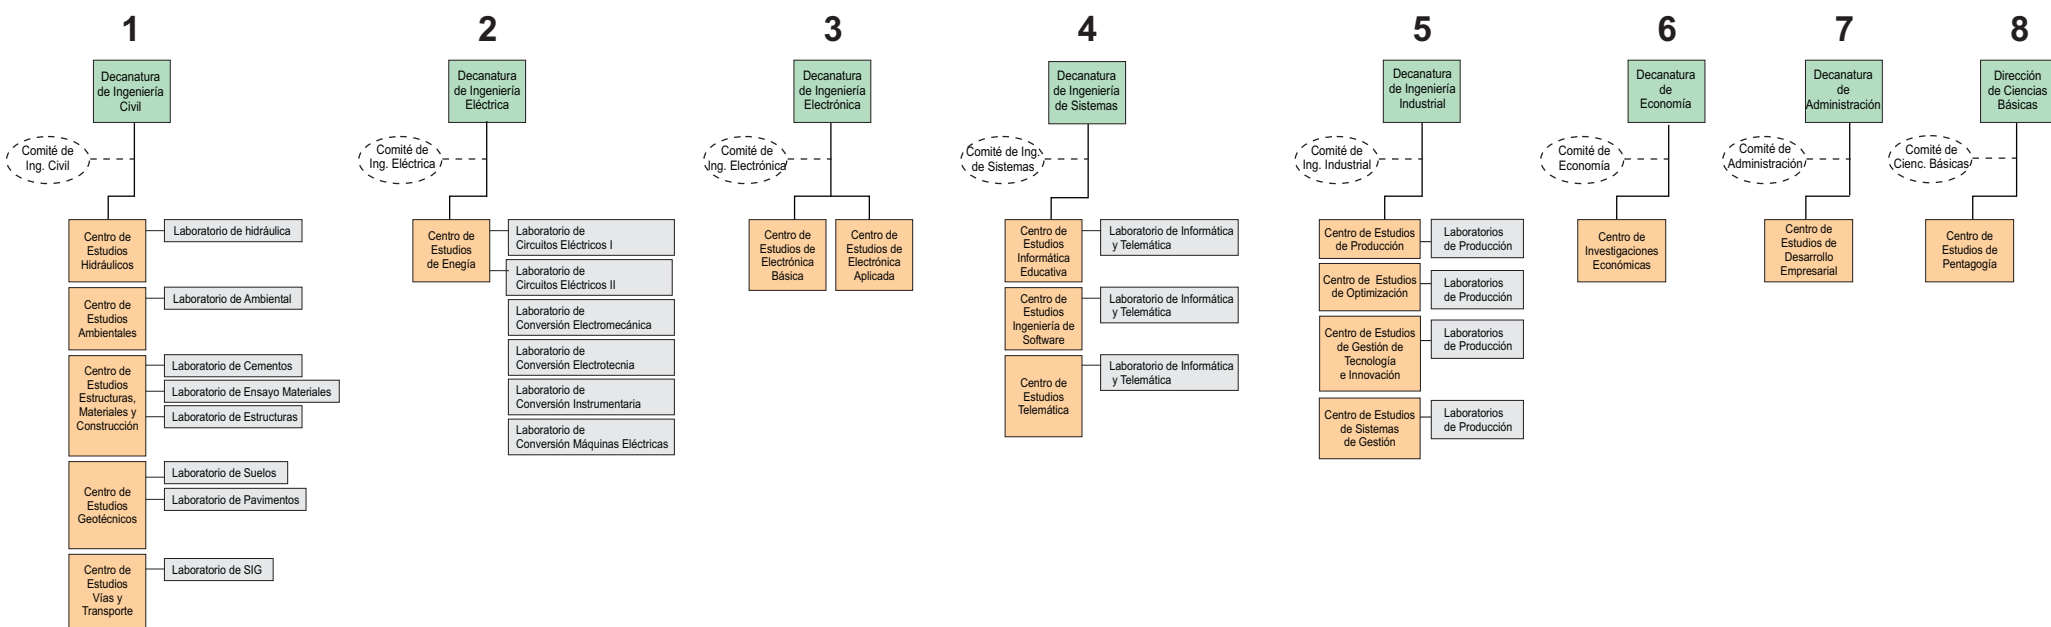 1
Decanatura
de Ingeniería
Civil
Comité de
Ing. Civil
Centro de
Estudios
Hidráulicos
Laboratorio de hidráulica
Centro de
Estudios
Ambientales
Laboratorio de Ambiental
Centro de
Estudios
Estructuras,
Materiales y
Construcción
Laboratorio de Cementos
Laboratorio de Ensayo Materiales
Laboratorio de Estructuras
Centro de
Estudios
Geotécnicos
Laboratorio de Suelos
Laboratorio de Pavimentos
Centro de
Estudios
Vías y
Transporte
Laboratorio de SIG
2
Decanatura
de Ingeniería
Eléctrica
Comité de
Ing. Eléctrica
Centro de
Estudios
de Enegía
Laboratorio de
Circuitos Eléctricos I
Laboratorio de
Circuitos Eléctricos II
Laboratorio de
Conversión Electromecánica
Laboratorio de
Conversión Electrotecnia
Laboratorio de
Conversión Instrumentaria
Laboratorio de
Conversión Máquinas Eléctricas
3
Decanatura
de Ingeniería
Electrónica
Comité de
Ing. Electrónica
Centro de
Estudios de
Electrónica
Básica
Centro de
Estudios de
Electrónica
Aplicada
4
Decanatura
de Ingeniería
de Sistemas
Comité de Ing.
de Sistemas
Centro de
Estudios
Informática
Educativa
Laboratorio de Informática
y Telemática
Centro de
Estudios
Ingeniería de
Software
Laboratorio de Informática
y Telemática
Centro de
Estudios
Telemática
Laboratorio de Informática
y Telemática
5
Decanatura
de Ingeniería
Industrial
Comité de
Ing. Industrial
Centro de Estudios
de Producción
Laboratorios
de Producción
Centro de Estudios
de Optimización
Laboratorios
de Producción
Centro de Estudios
de Gestión de
Tecnología
e Innovación
Laboratorios
de Producción
Centro de Estudios
de Sistemas
de Gestión
Laboratorios
de Producción
6
Decanatura
de
Economía
Comité de
Economía
Centro de
Investigaciones
Económicas
7
Decanatura
de
Administración
Comité de
Administración
Centro de
Estudios de
Desarrollo
Empresarial
8
Dirección
de Ciencias
Básicas
Comité de
Cienc. Básicas
Centro de
Estudios de
Pentagogía